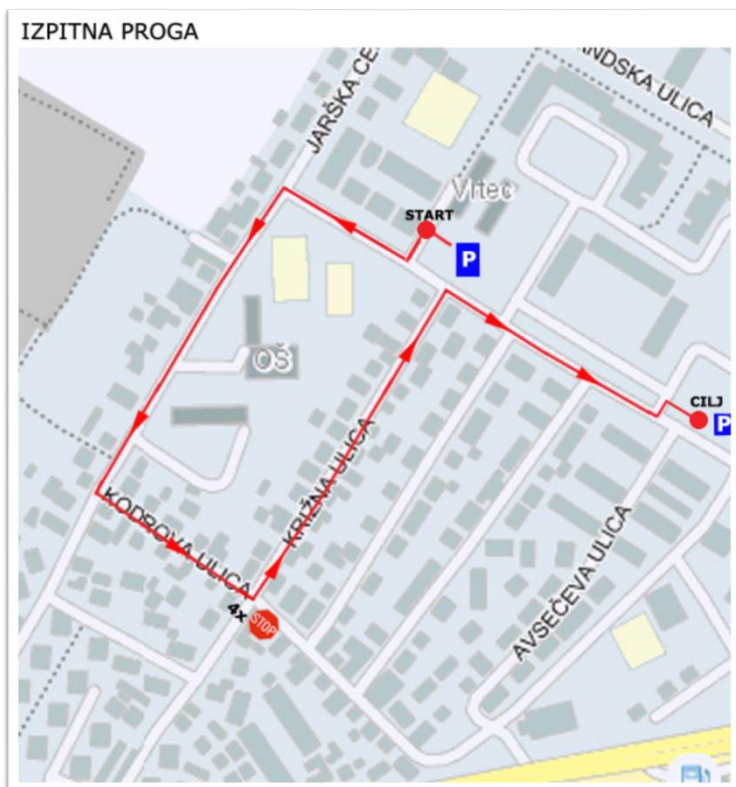 IZPITNA PROGA
NDSKA ULICA
JARŠKA CE
Vrtec
START
P
OŠ
CILJ
P
KRIŽNA ULICA
KODROVA ULICA
AVSEČEVA ULICA
4x
STOP